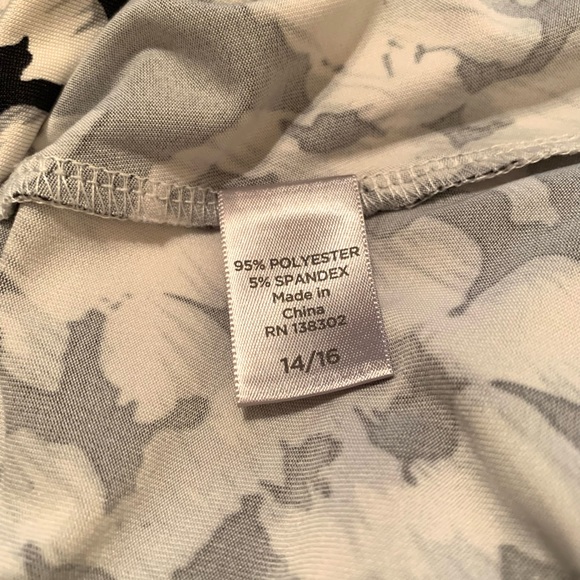 95% POLYESTER
5% SPANDEX
Made in
China
RN 138302
14/16